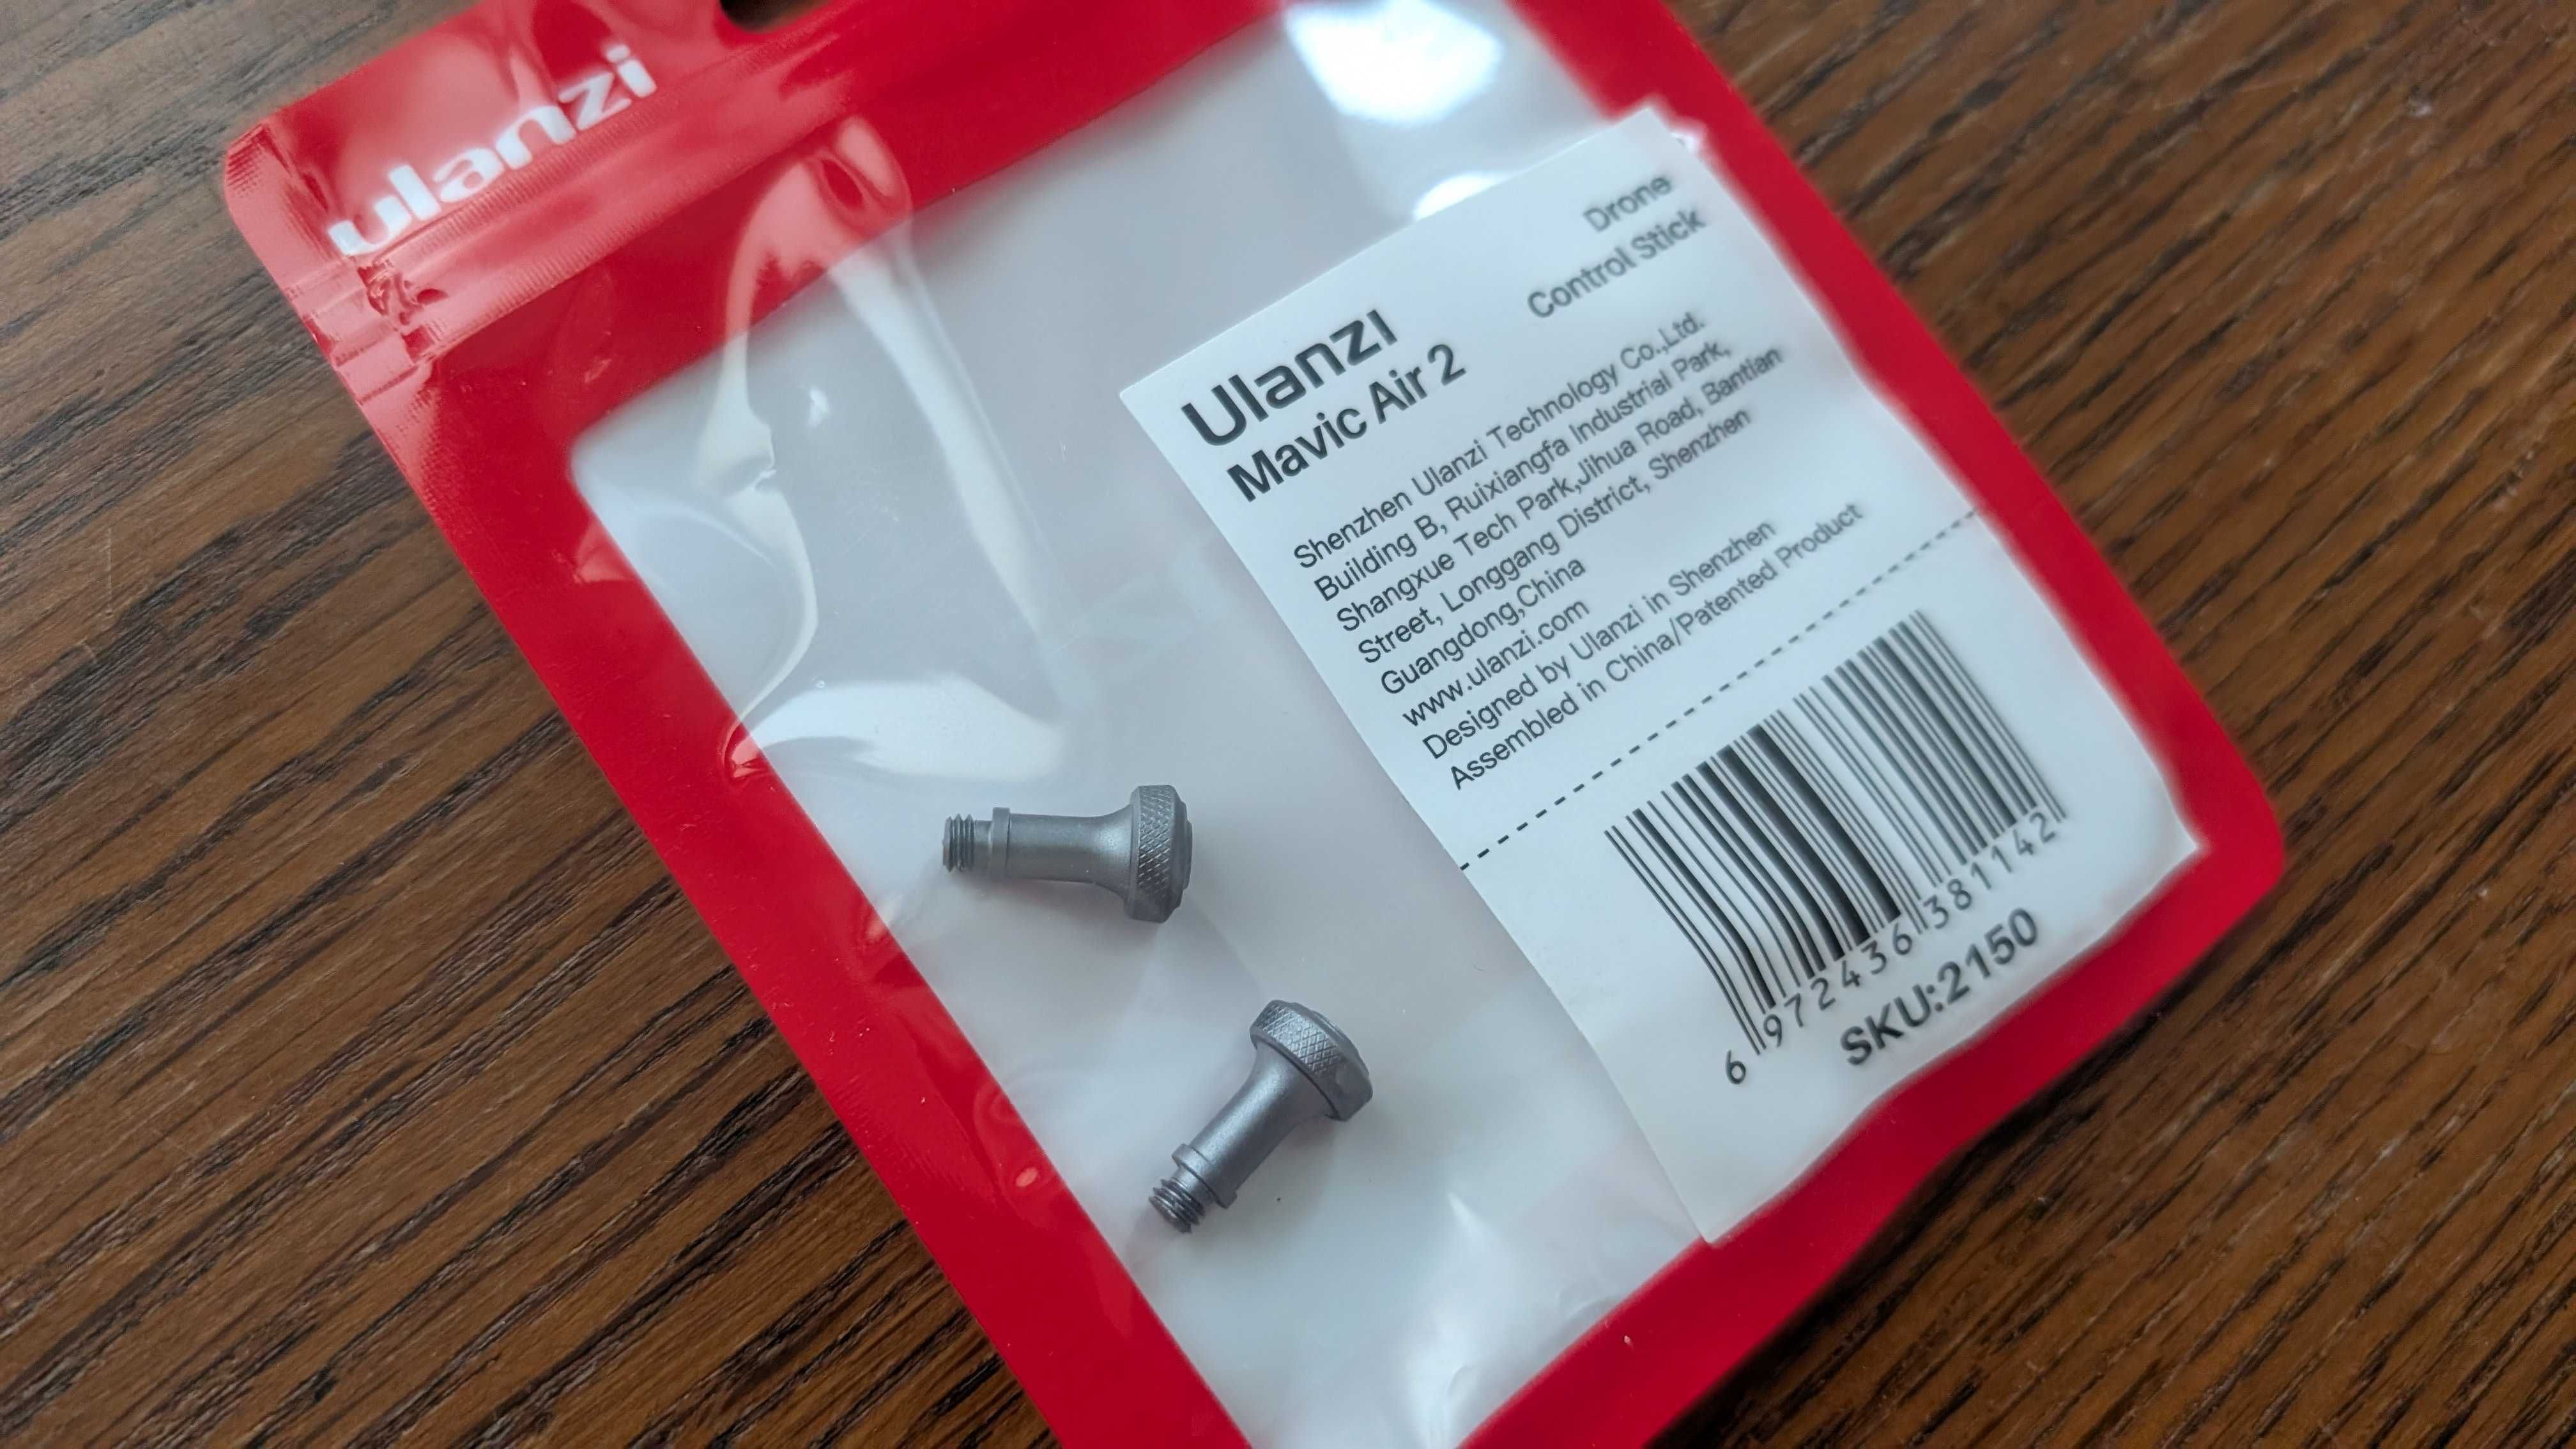 ulanzi
Drone
Control Stick
Ulanzi
Mavic Air 2
Shenzhen Ulanzi Technology Co.,Ltd.
Building B, Ruixiangfa Industrial Park,
Shangxue Tech Park,Jihua Road, Bantian
Street, Longgang District, Shenzhen
Guangdong,China
www.ulanzi.com
Designed by Ulanzi in Shenzhen
Assembled in China/Patented Product
6 972436 381142
SKU:2150